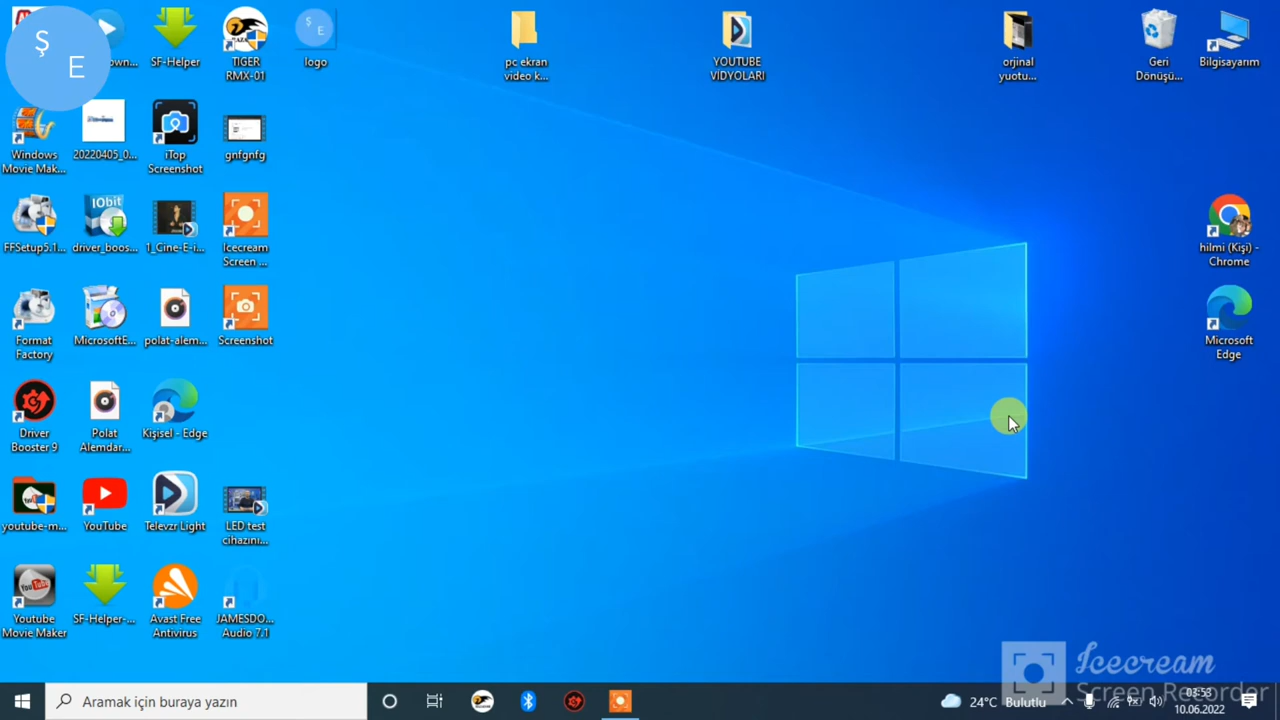 Ş
E
SF-Helper
TIGER
RMX-01
Ş
E
logo
pc ekran
video k...
YOUTUBE
VİDYOLARI
orjinal
yuotu...
Geri
Dönüşü...
Bilgisayarım
Windows
Movie Mak...
20220405_0...
iTop
Screenshot
gnfgnfg
FFSetup5.1...
IObit
driver_boos...
1_Cine-E-i...
Icecream
Screen ...
hilmi (Kişi) -
Chrome
Format
Factory
MicrosoftE...
polat-alem...
Screenshot
Microsoft
Edge
Driver
Booster 9
Polat
Alemdar...
Kişisel - Edge
youtube-m...
YouTube
Televzr Light
LED test
cihazını...
Youtube
Movie Maker
SF-Helper-...
Avast Free
Antivirus
JAMESDO...
Audio 7.1
Icecream
Screen Recorder
Aramak için buraya yazın
24°C Bulutlu
03:53
10.06.2022